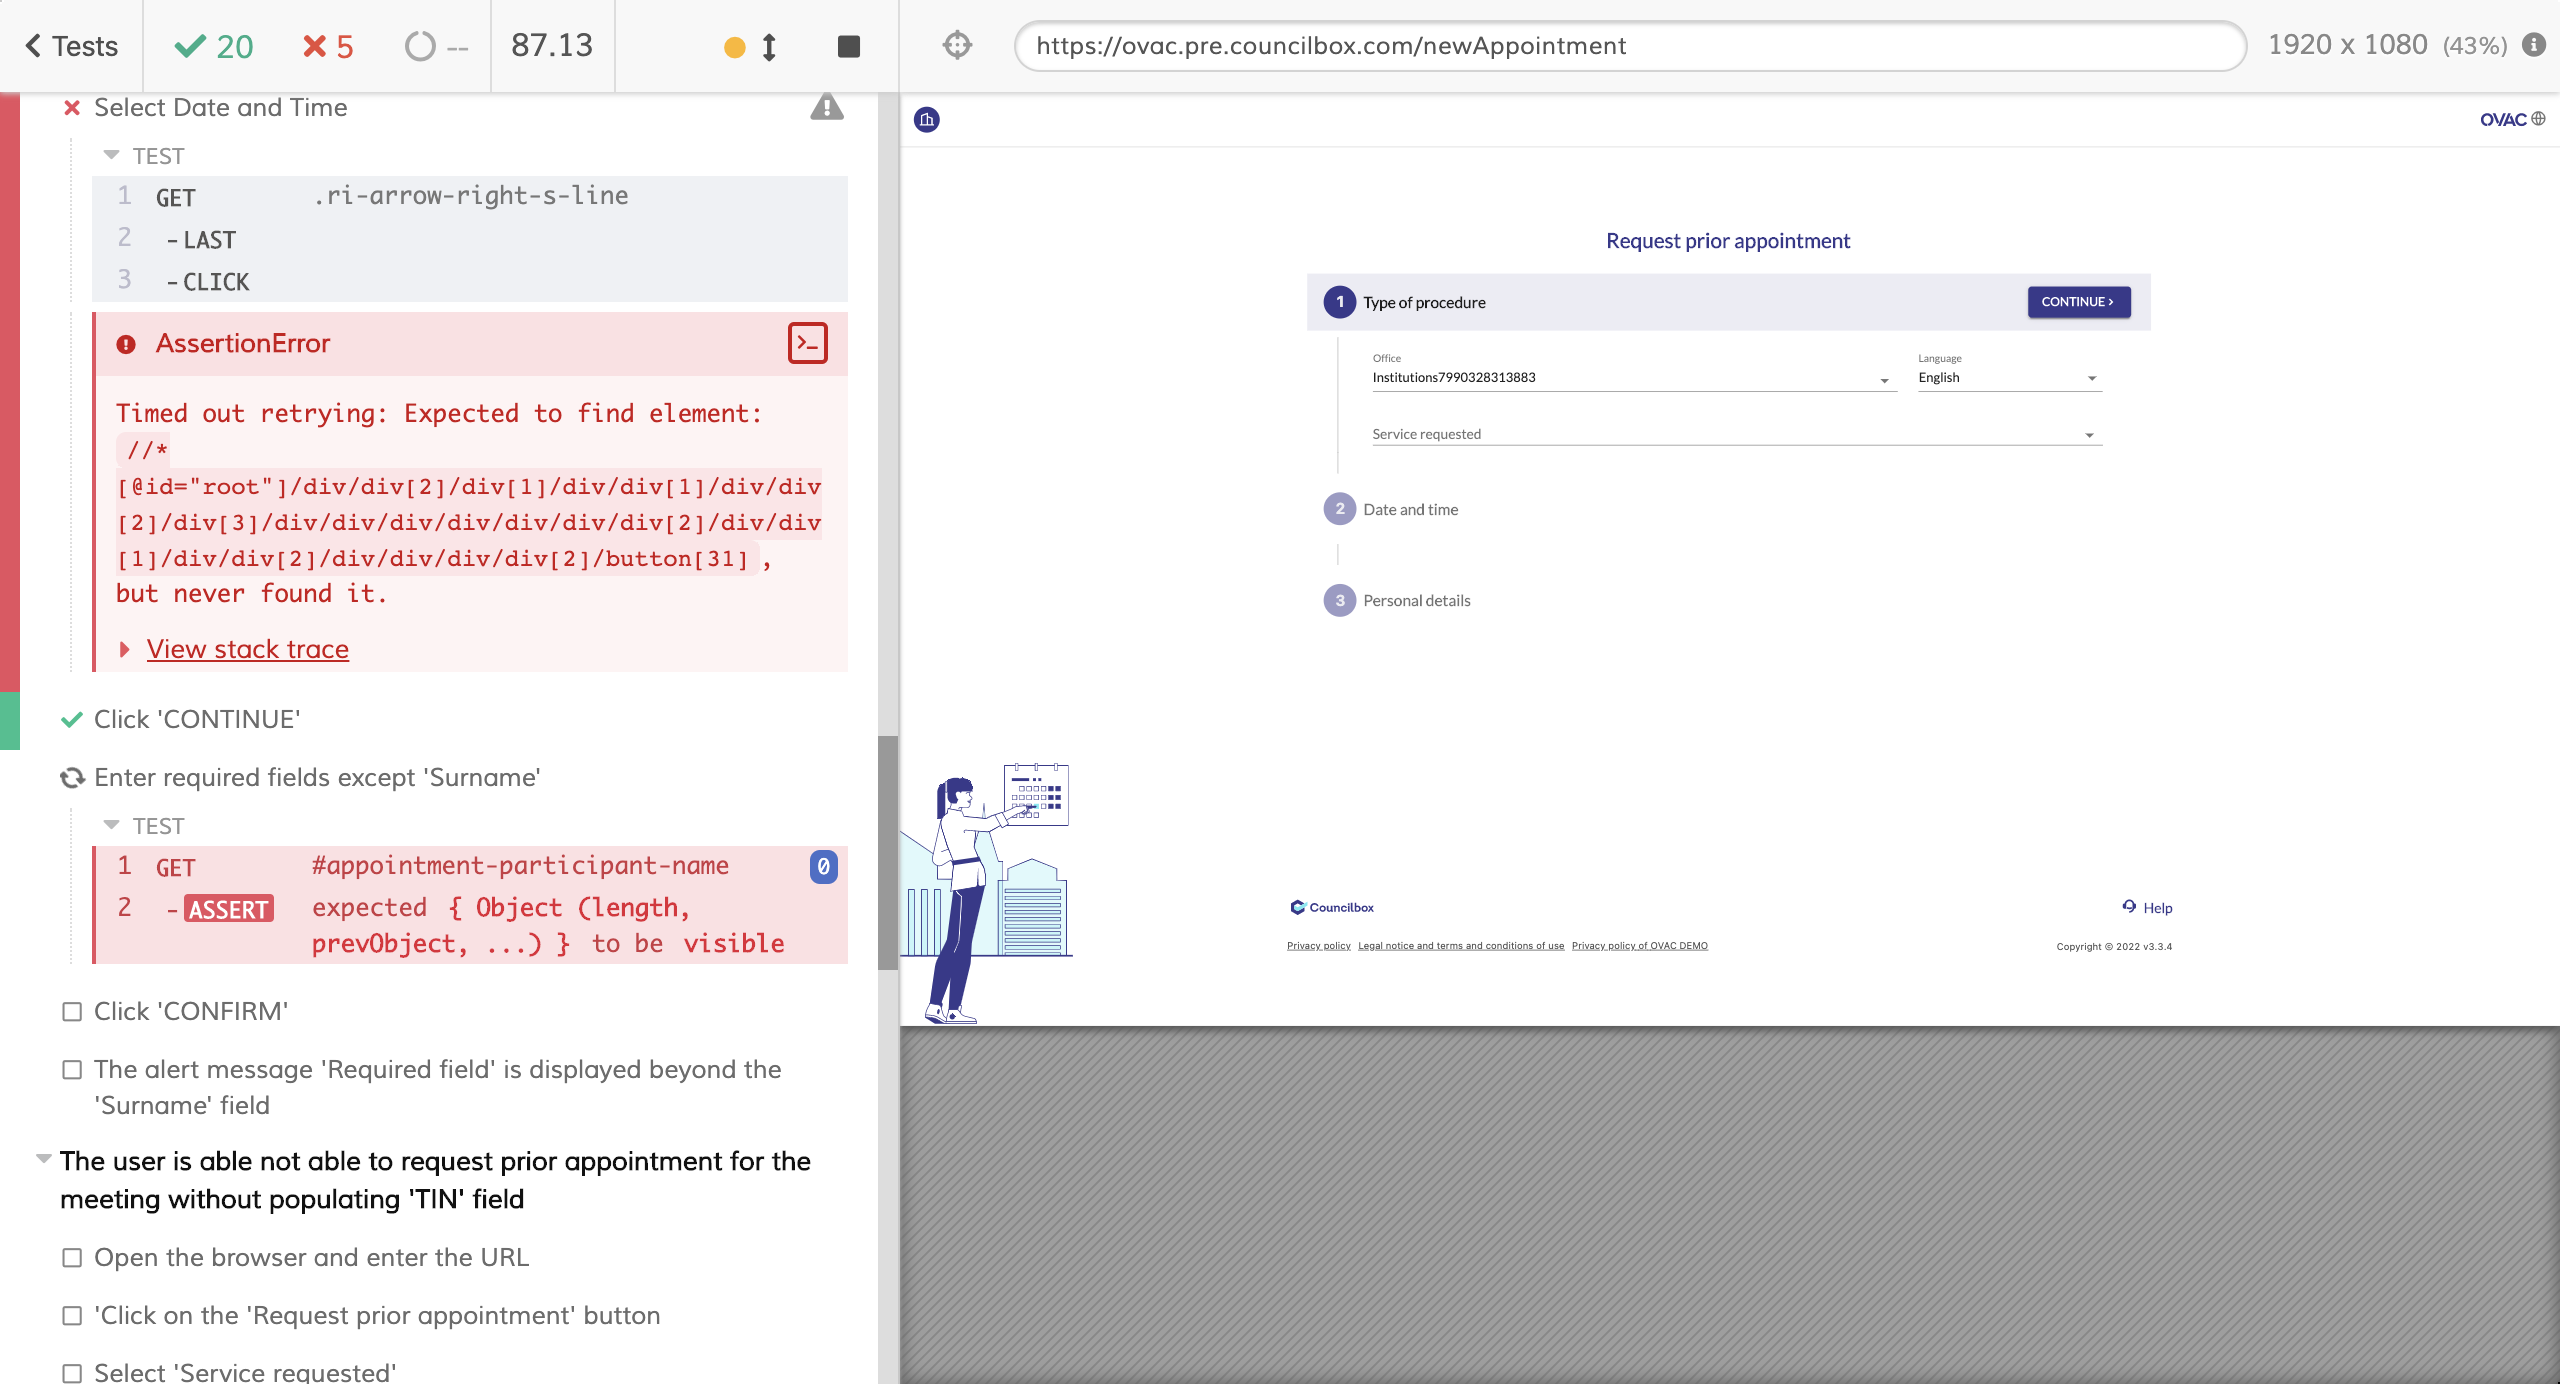 Tests
20
5
--
87.13
https://ovac.pre.councilbox.com/newAppointment
1920 x 1080 (43%)
Select Date and Time
TEST
1 GET .ri-arrow-right-s-line
2 -LAST
3 -CLICK
AssertionError
Timed out retrying: Expected to find element:
//*
[@id="root"]/div/div[2]/div[1]/div/div[1]/div/div
[2]/div[3]/div/div/div/div/div/div/div[2]/div/div
[1]/div/div[2]/div/div/div/div[2]/button[31] ,
but never found it.
View stack trace
Click 'CONTINUE'
Enter required fields except 'Surname'
TEST
1 GET #appointment-participant-name 0
2 -ASSERT expected { Object (length,
prevObject, ...) } to be visible
Click 'CONFIRM'
The alert message 'Required field' is displayed beyond the
'Surname' field
The user is able not able to request prior appointment for the
meeting without populating 'TIN' field
Open the browser and enter the URL
'Click on the 'Request prior appointment' button
Select 'Service requested'
OVAC
Request prior appointment
1 Type of procedure
CONTINUE >
Office
Institutions7990328313883
Language
English
Service requested
2 Date and time
3 Personal details
Councilbox
Help
Privacy policy Legal notice and terms and conditions of use Privacy policy of OVAC DEMO
Copyright © 2022 v3.3.4